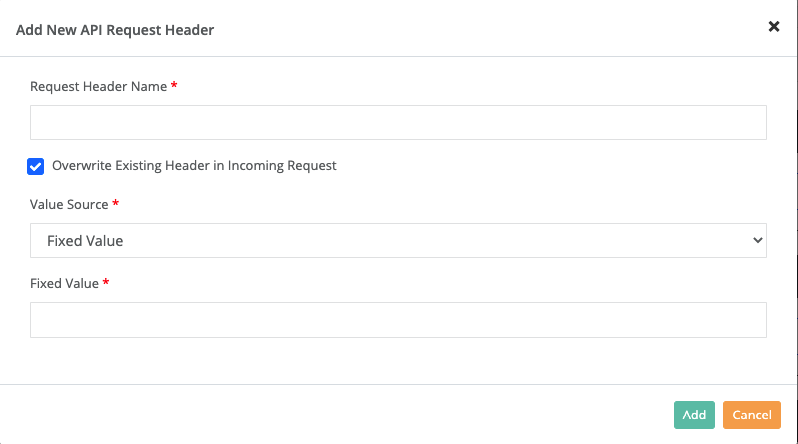 Add New API Request Header
Request Header Name *
Overwrite Existing Header in Incoming Request
Value Source *
Fixed Value
Fixed Value *
Add Cancel